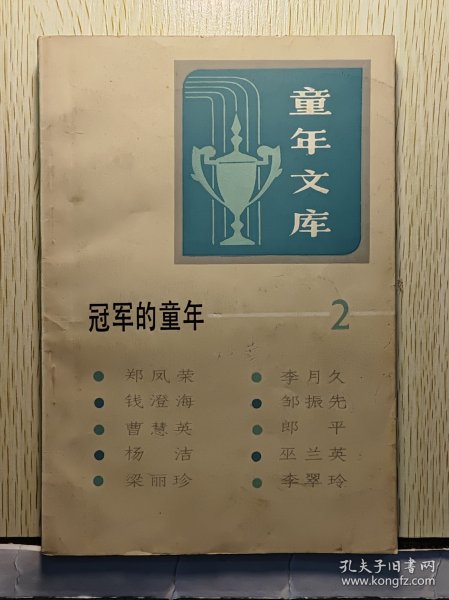 童年文库
冠军的童年 2
郑凤荣 李月久
钱澄海 邹振先
曹慧英 郎平
杨洁 巫兰英
梁丽珍 李翠玲
孔夫子旧书网
www.kongfz.com